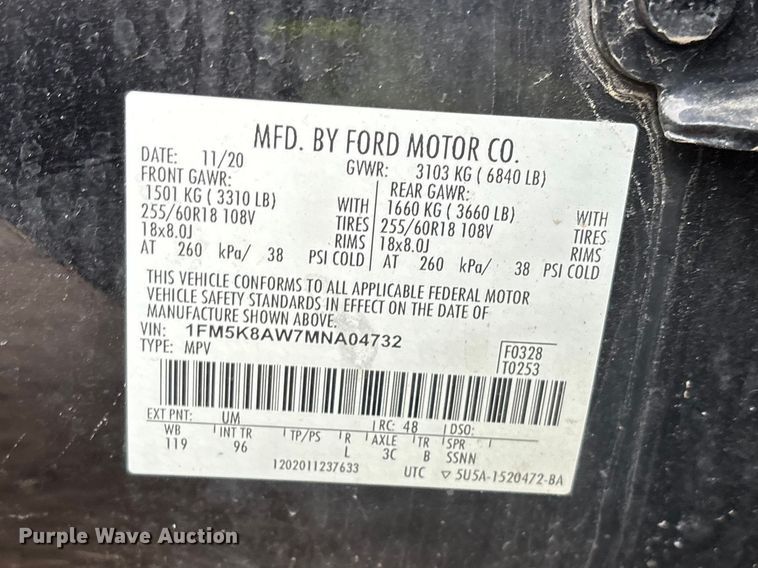 MFD. BY FORD MOTOR CO.
DATE: 11/20 GVWR: 3103 KG ( 6840 LB)
FRONT GAWR: REAR GAWR:
1501 KG ( 3310 LB) WITH 1660 KG ( 3660 LB) WITH
255/60R18 108V TIRES 255/60R18 108V TIRES
18x8.0J RIMS 18x8.0J RIMS
AT 260 kPa/ 38 PSI COLD AT 260 kPa/ 38 PSI COLD
THIS VEHICLE CONFORMS TO ALL APPLICABLE FEDERAL MOTOR
VEHICLE SAFETY STANDARDS IN EFFECT ON THE DATE OF
MANUFACTURE SHOWN ABOVE.
VIN: 1FM5K8AW7MNA04732
TYPE: MPV
F0328
T0253
EXT PNT: UM RC: 48 DSO:
WB INT TR TP/PS R AXLE TR SPR
119 96 L 3C B SSNN
1202011237633 UTC ▽ 5U5A-1520472-BA
Purple Wave Auction